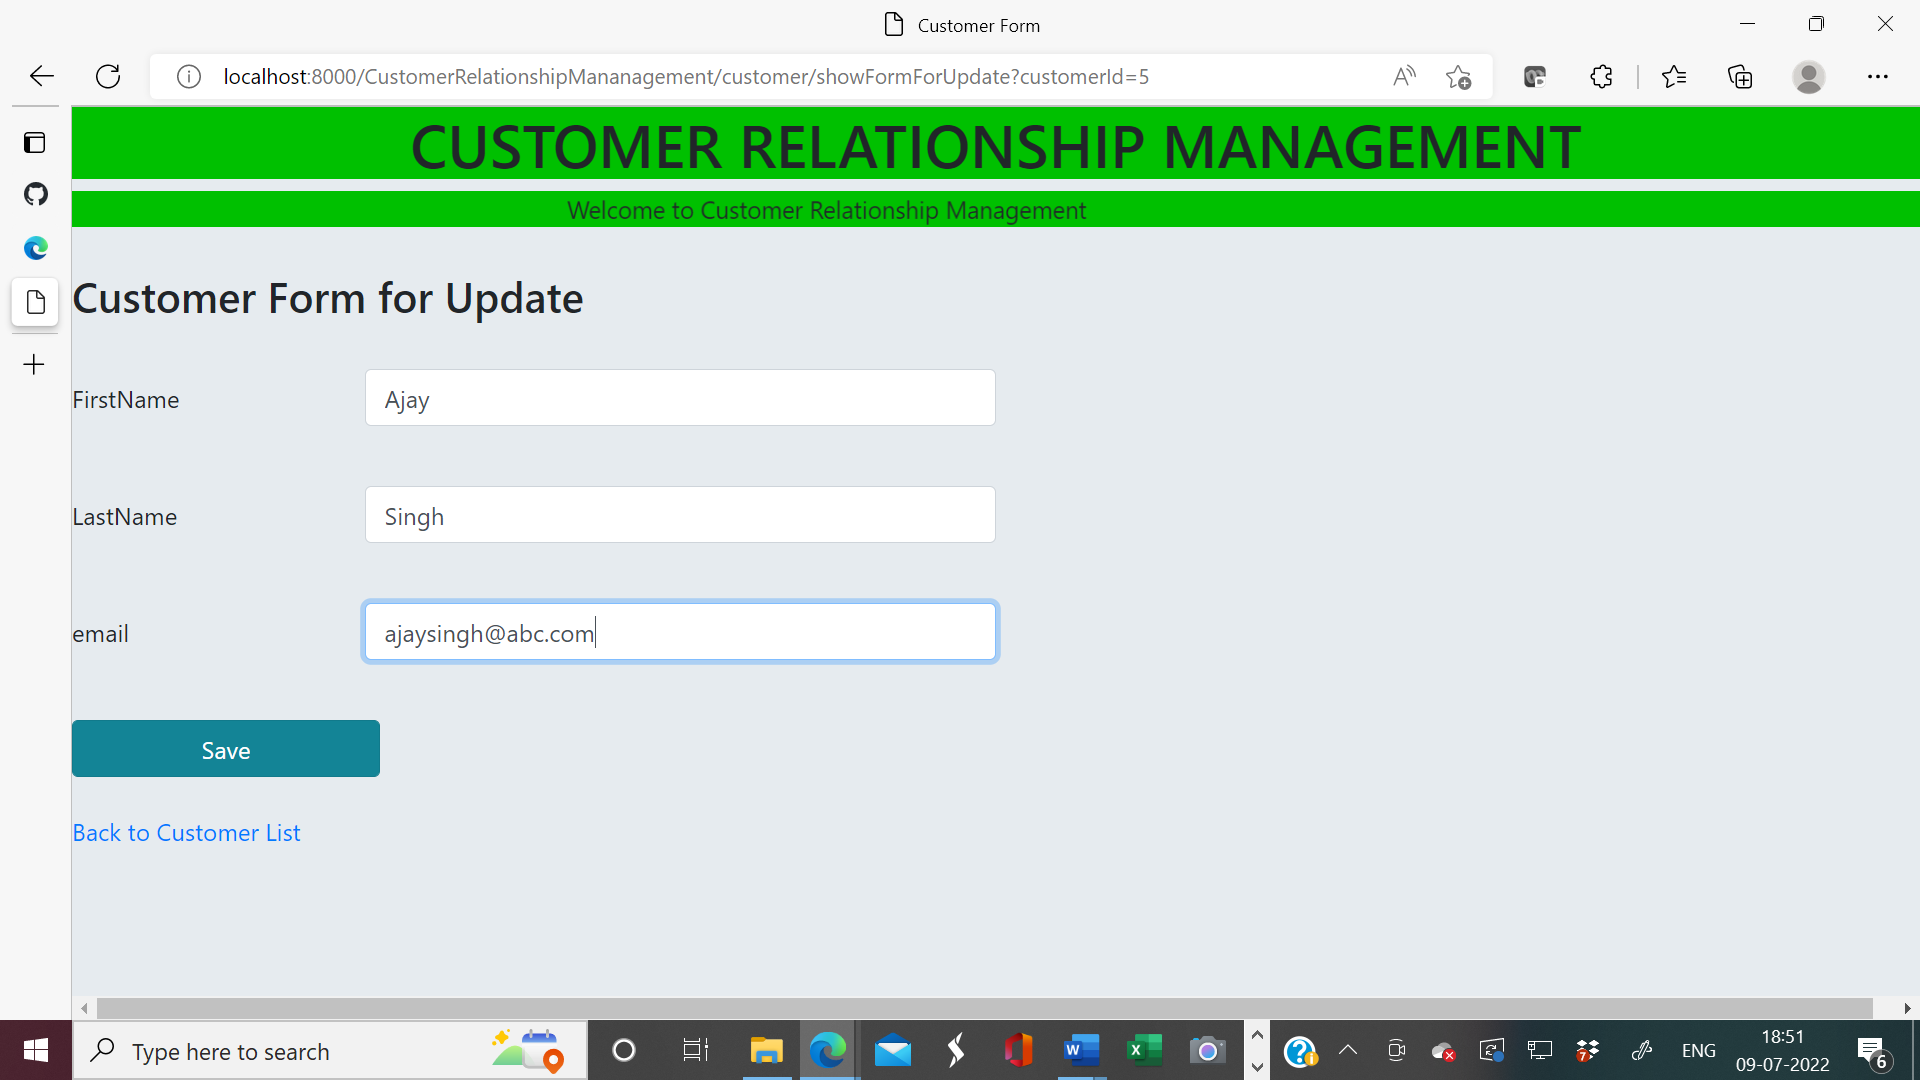 Customer Form
localhost:8000/CustomerRelationshipMananagement/customer/showFormForUpdate?customerId=5
CUSTOMER RELATIONSHIP MANAGEMENT
Welcome to Customer Relationship Management
Customer Form for Update
FirstName
Ajay
LastName
Singh
email
ajaysingh@abc.com
Save
Back to Customer List
Type here to search
ENG
18:51
09-07-2022
6
7